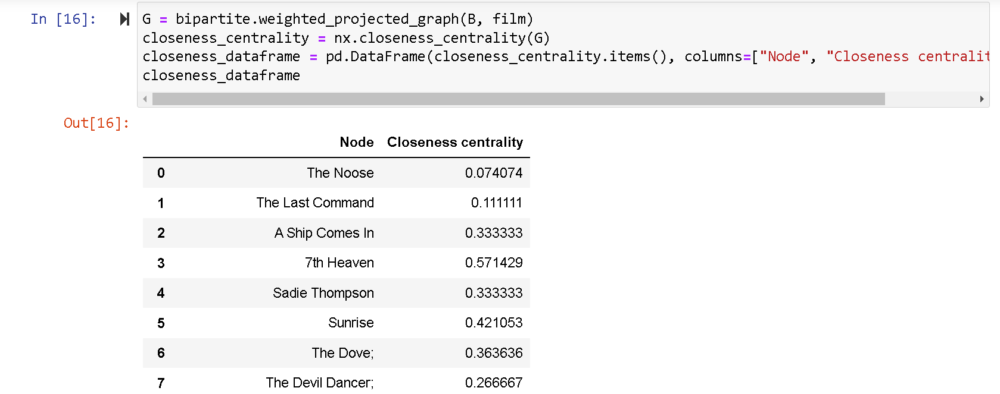 In [16]:
G = bipartite.weighted_projected_graph(B, film)
closeness_centrality = nx.closeness_centrality(G)
closeness_dataframe = pd.DataFrame(closeness_centrality.items(), columns=["Node", "Closeness centralit
closeness_dataframe
Out[16]:
Node Closeness centrality
0 The Noose 0.074074
1 The Last Command 0.111111
2 A Ship Comes In 0.333333
3 7th Heaven 0.571429
4 Sadie Thompson 0.333333
5 Sunrise 0.421053
6 The Dove; 0.363636
7 The Devil Dancer; 0.266667